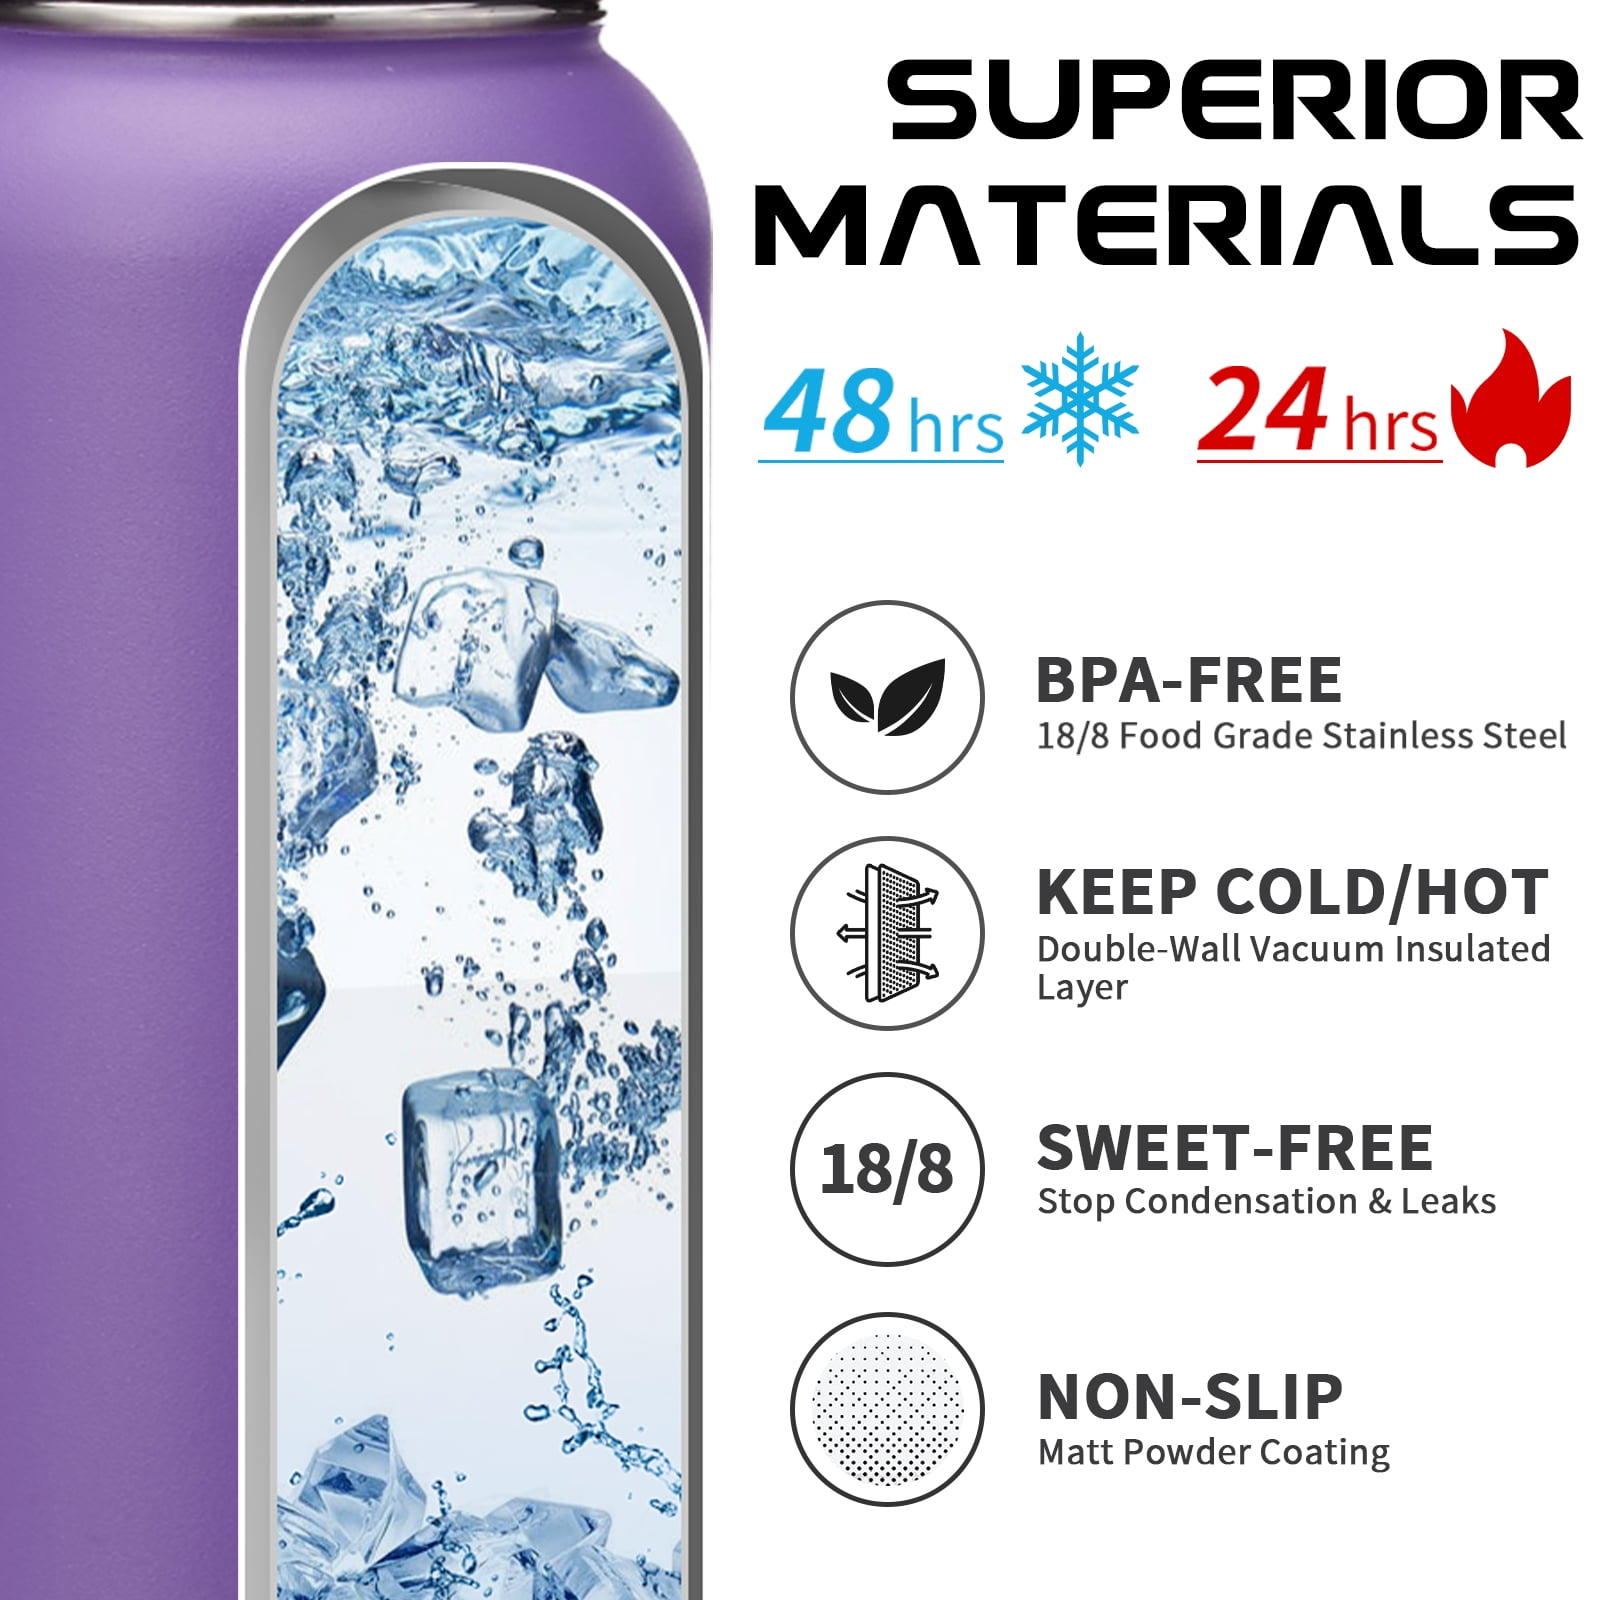 SUPERIOR
MATERIALS
48 hrs 24 hrs
BPA-FREE
18/8 Food Grade Stainless Steel
KEEP COLD/HOT
Double-Wall Vacuum Insulated
Layer
18/8
SWEET-FREE
Stop Condensation & Leaks
NON-SLIP
Matt Powder Coating